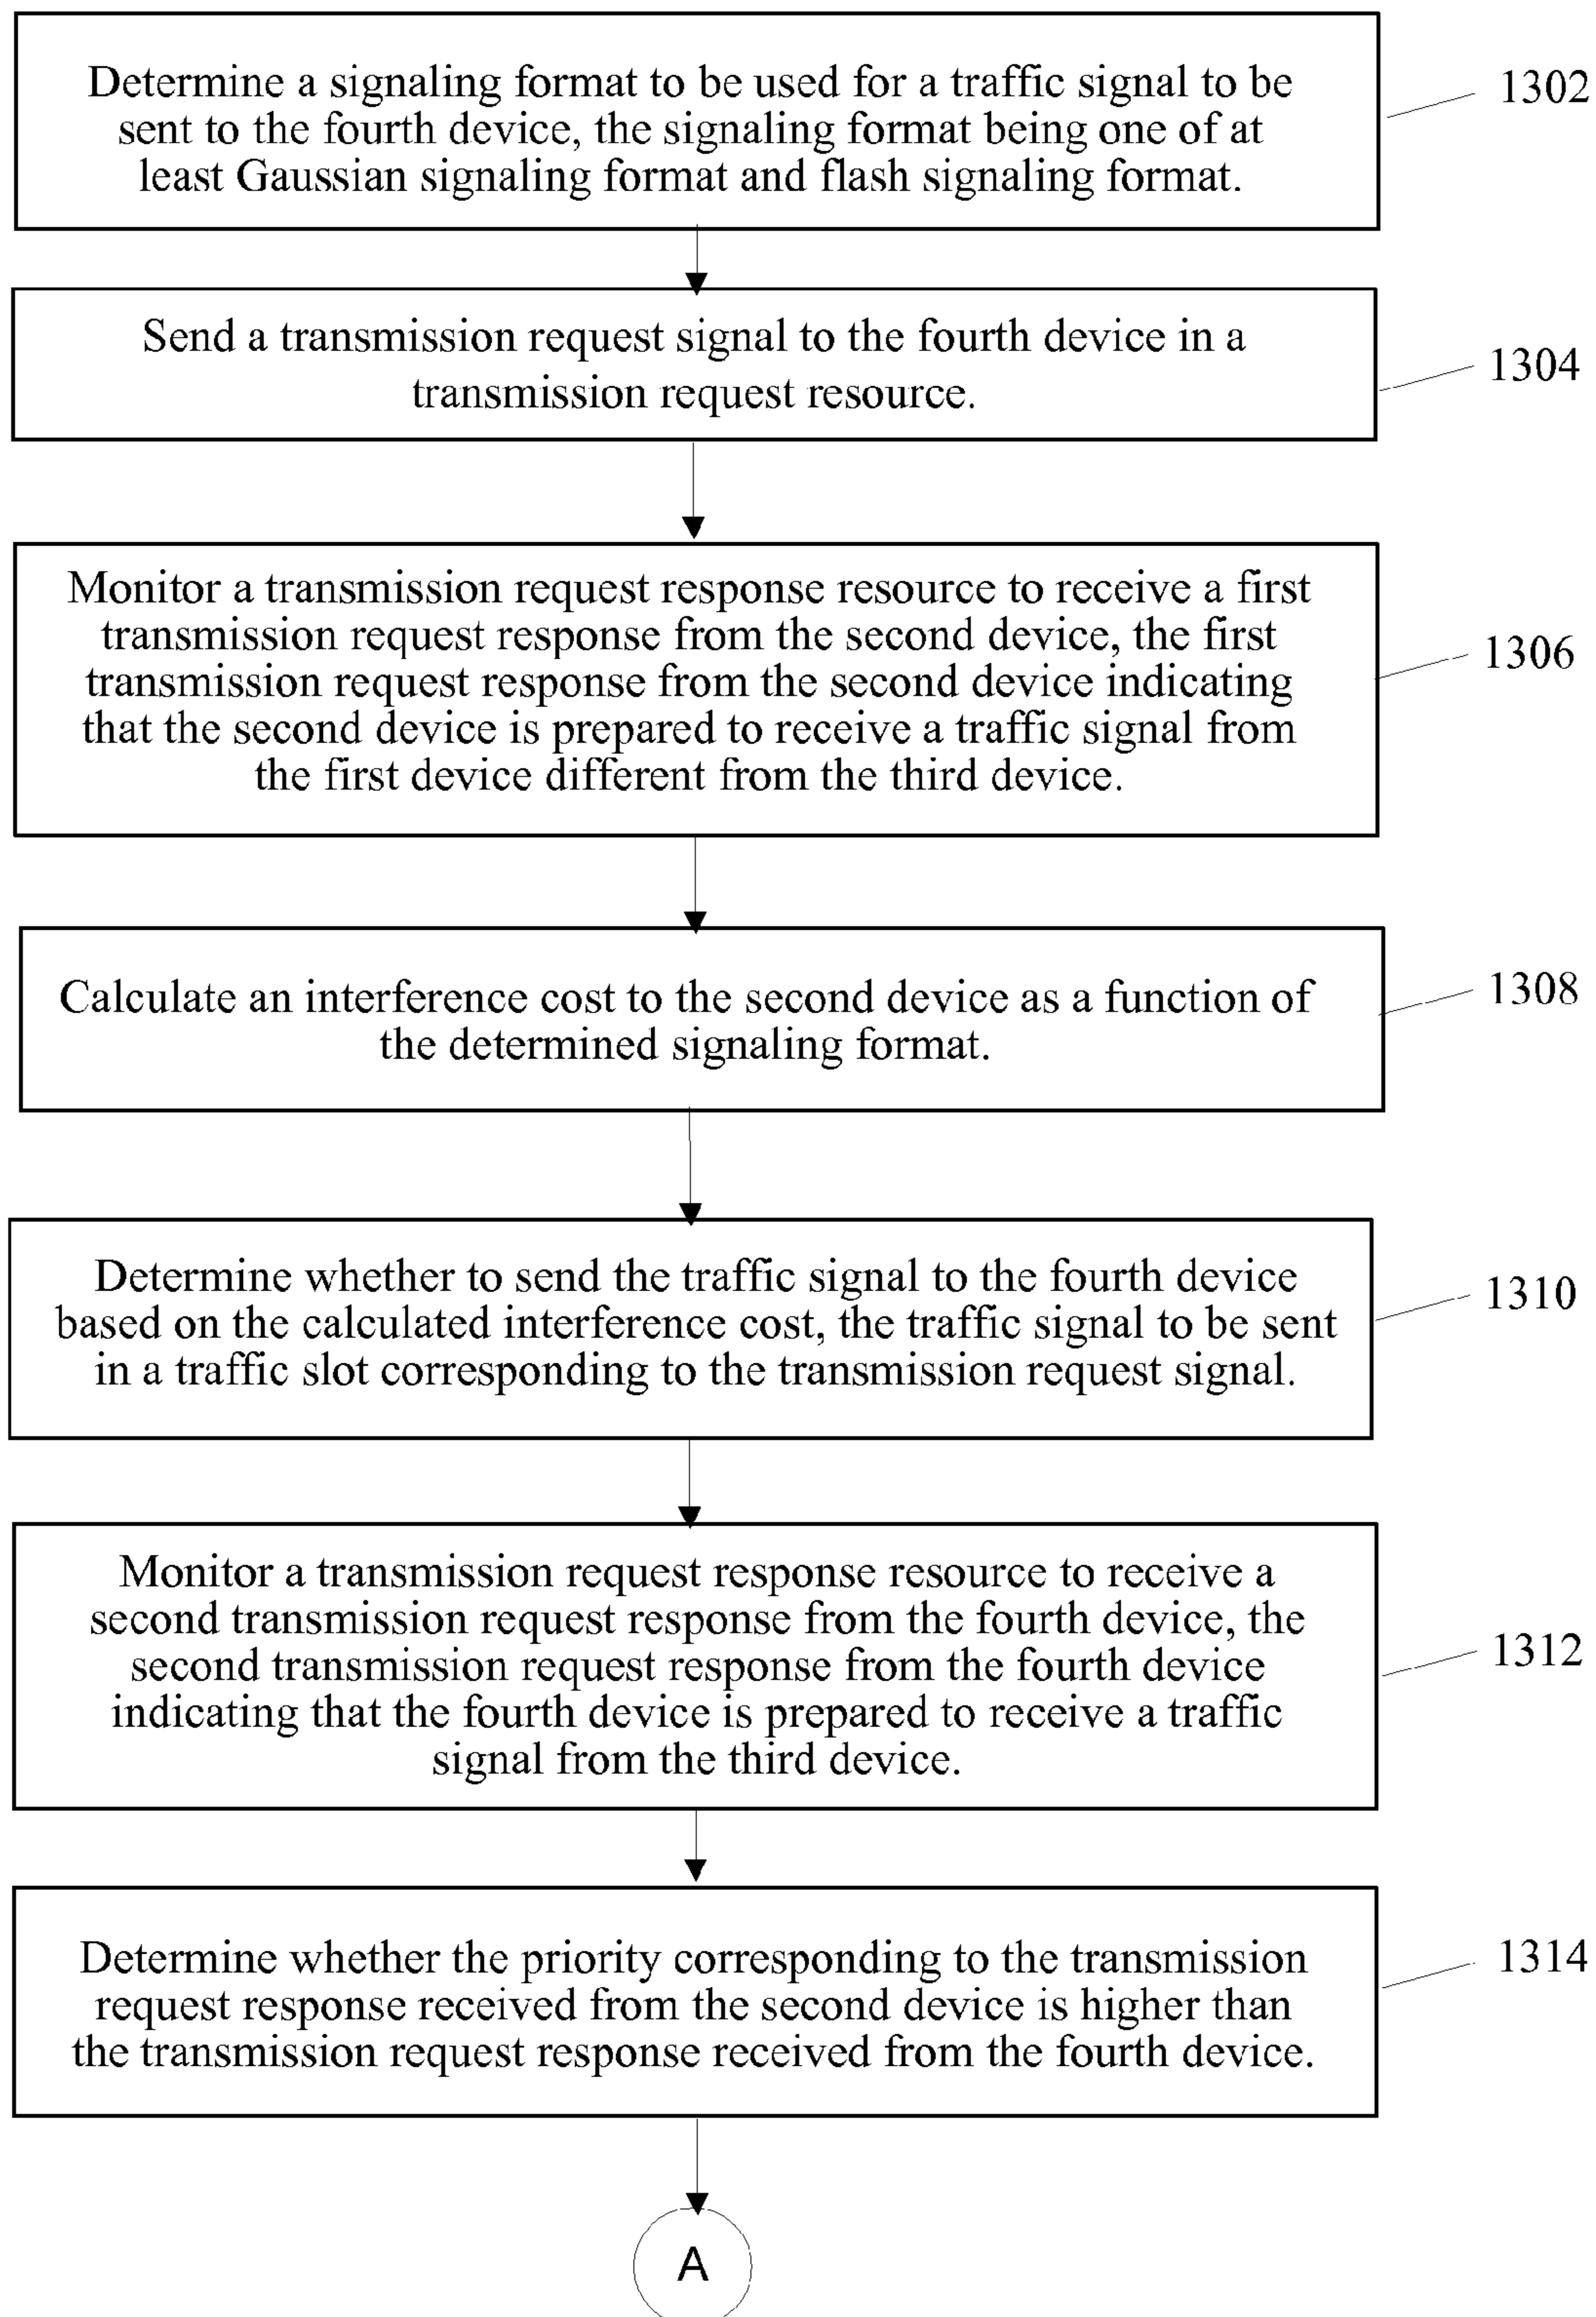 Determine a signaling format to be used for a traffic signal to be
sent to the fourth device, the signaling format being one of at
least Gaussian signaling format and flash signaling format.
1302
Send a transmission request signal to the fourth device in a
transmission request resource.
1304
Monitor a transmission request response resource to receive a first
transmission request response from the second device, the first
transmission request response from the second device indicating
that the second device is prepared to receive a traffic signal from
the first device different from the third device.
1306
Calculate an interference cost to the second device as a function of
the determined signaling format.
1308
Determine whether to send the traffic signal to the fourth device
based on the calculated interference cost, the traffic signal to be sent
in a traffic slot corresponding to the transmission request signal.
1310
Monitor a transmission request response resource to receive a
second transmission request response from the fourth device, the
second transmission request response from the fourth device
indicating that the fourth device is prepared to receive a traffic
signal from the third device.
1312
Determine whether the priority corresponding to the transmission
request response received from the second device is higher than
the transmission request response received from the fourth device.
1314
A